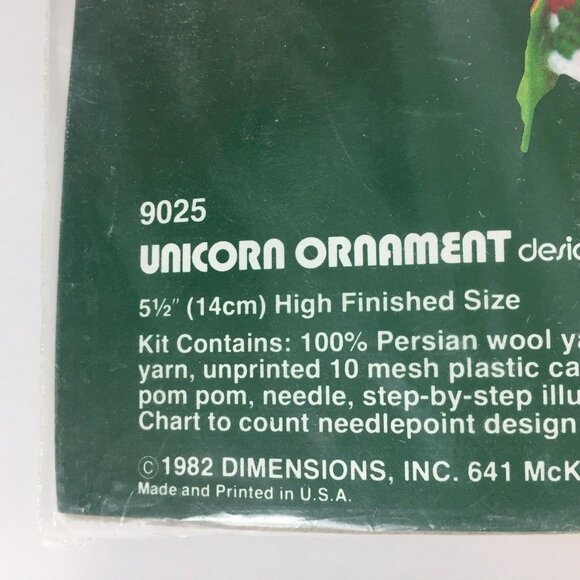 9025
UNICORN ORNAMENT
5½" (14cm) High Finished Size
Kit Contains: 100% Persian wool
yarn, unprinted 10 mesh plastic
pom pom, needle, step-by-step
Chart to count needlepoint design
© 1982 DIMENSIONS, INC. 641
Made and Printed in U.S.A.